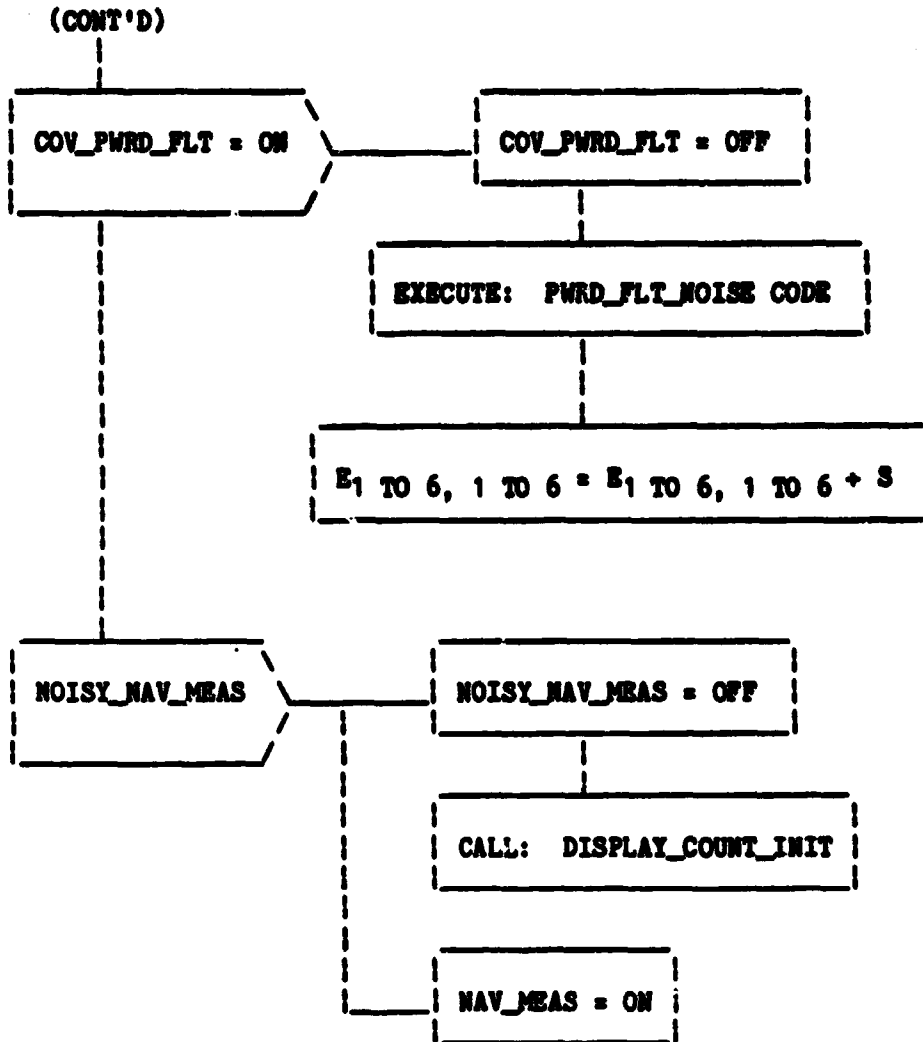 (CONT'D)
COV_PWRD_FLT = ON
COV_PWRD_FLT = OFF
EXECUTE: PWRD_FLT_NOISE CODE
E1 TO 6, 1 TO 6 = E1 TO 6, 1 TO 6 + S
NOISY_NAV_MEAS
NOISY_NAV_MEAS = OFF
CALL: DISPLAY_COUNT_INIT
NAV_MEAS = ON